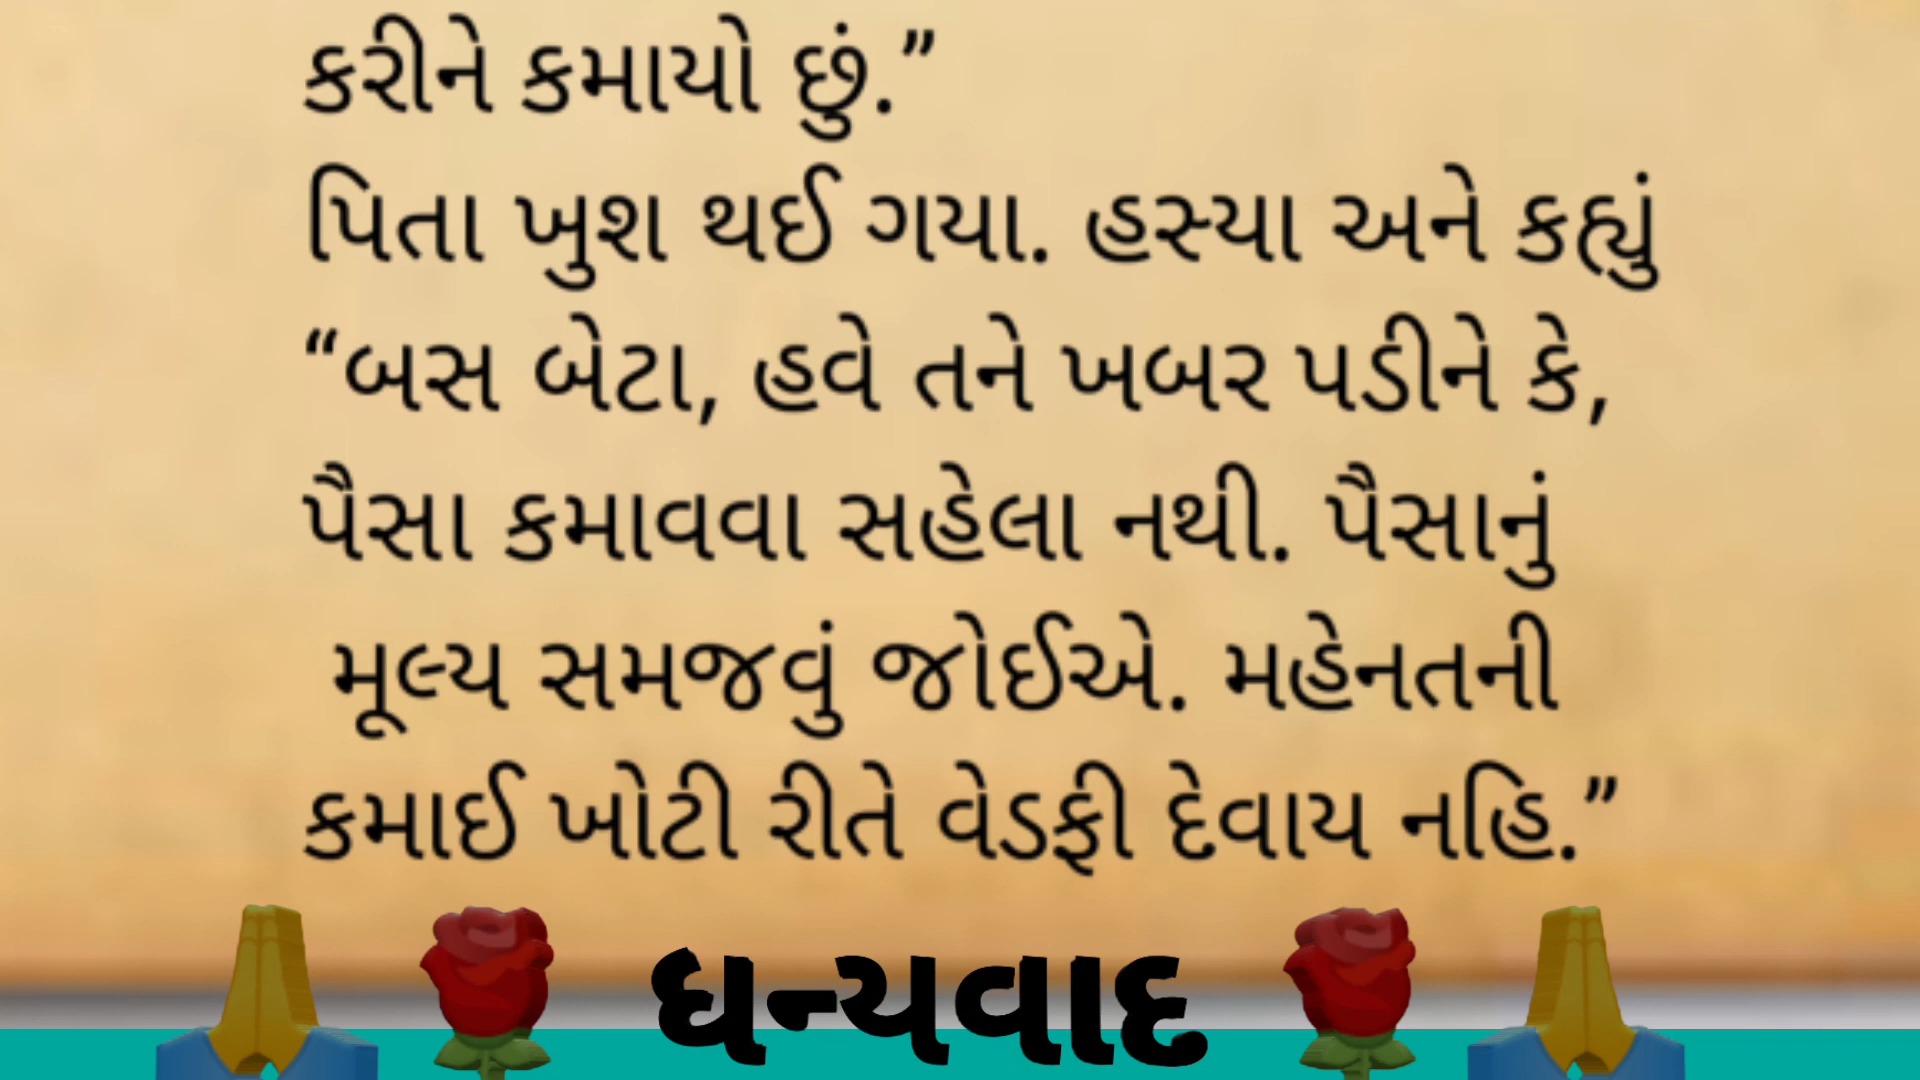 કરીને કમાયો છું.”
પિતા ખુશ થઈ ગયા. હસ્યા અને કહ્યું
“બસ બેટા, હવે તને ખબર પડીને કે,
પૈસા કમાવવા સહેલા નથી. પૈસાનું
મૂલ્ય સમજવું જોઈએ. મહેનતની
કમાઈ ખોટી રીતે વેડફી દેવાય નહિ.”
ધન્યવાદ